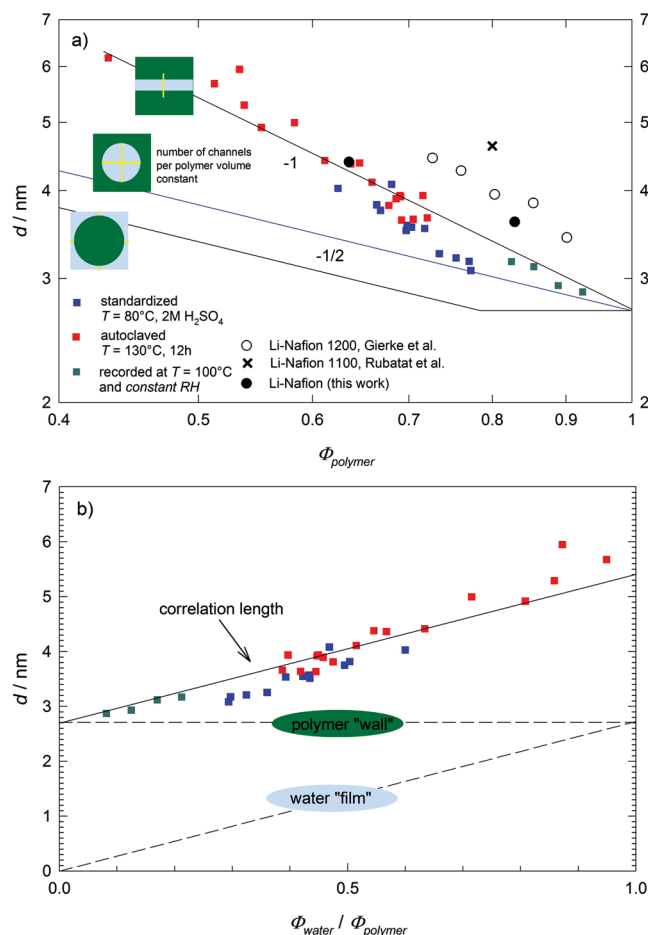 a)
7
6
5
4
3
2
d / nm
7
6
5
4
3
2
number of channels
per polymer volume
constant
-1
-1/2
standardized
T = 80°C, 2M H₂SO₄
autoclaved
T = 130°C, 12h
recorded at T = 100°C
and constant RH
Li-Nafion 1200, Gierke et al.
Li-Nafion 1100, Rubatat et al.
Li-Nafion (this work)
0.4 0.5 0.6 0.7 0.8 0.9 1
Φpolymer
b)
7
6
5
4
3
2
1
0
d / nm
correlation length
polymer "wall"
water "film"
0.0 0.5 1.0
Φwater / Φpolymer